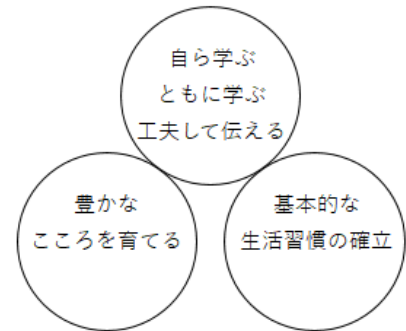 自ら学ぶ
ともに学ぶ
工夫して伝える
豊かな
こころを育てる
基本的な
生活習慣の確立